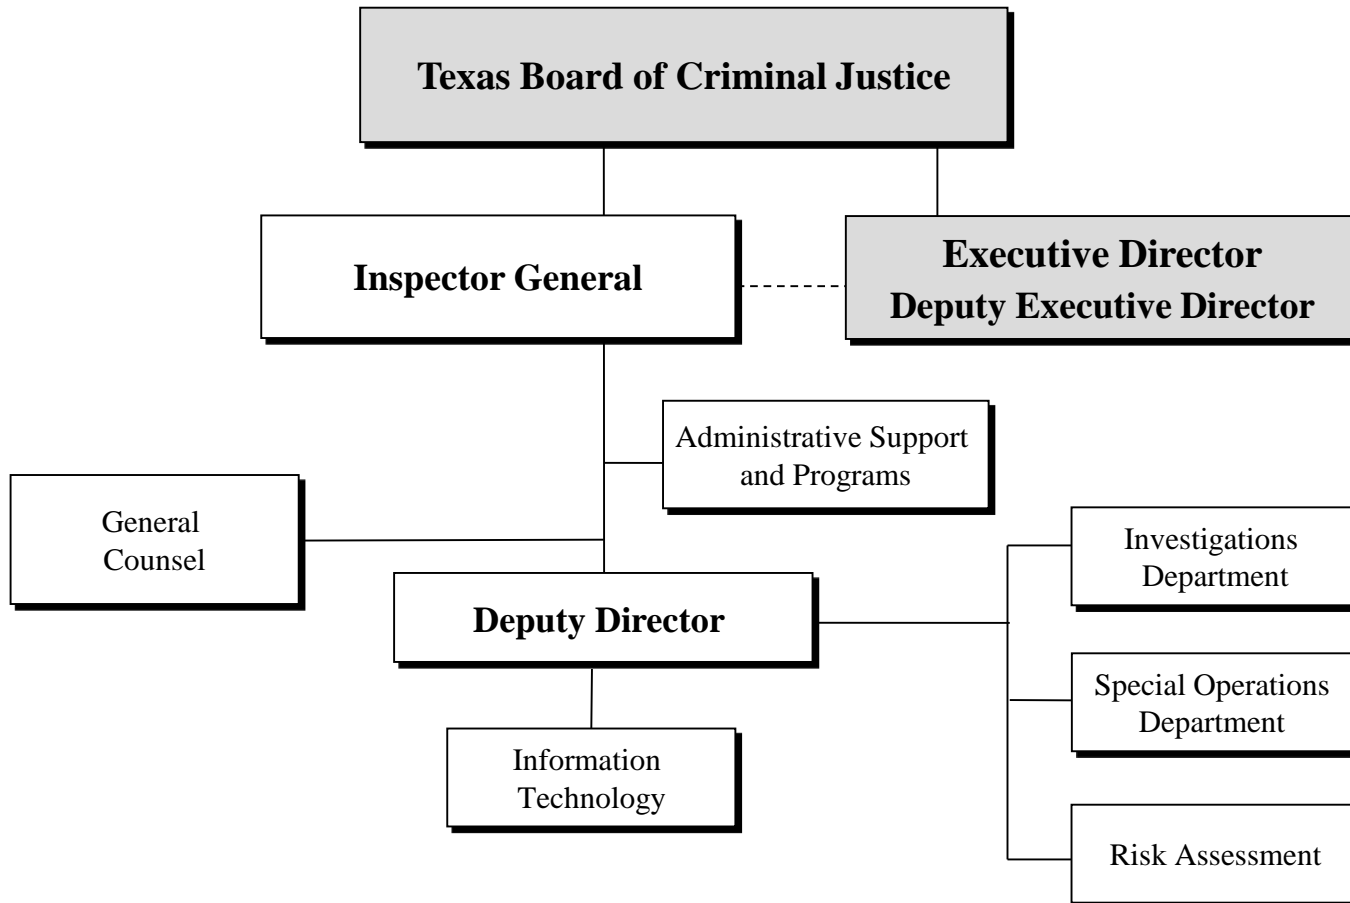 Texas Board of Criminal Justice
Inspector General
Executive Director
Deputy Executive Director
Administrative Support
and Programs
General
Counsel
Investigations
Department
Deputy Director
Special Operations
Department
Information
Technology
Risk Assessment